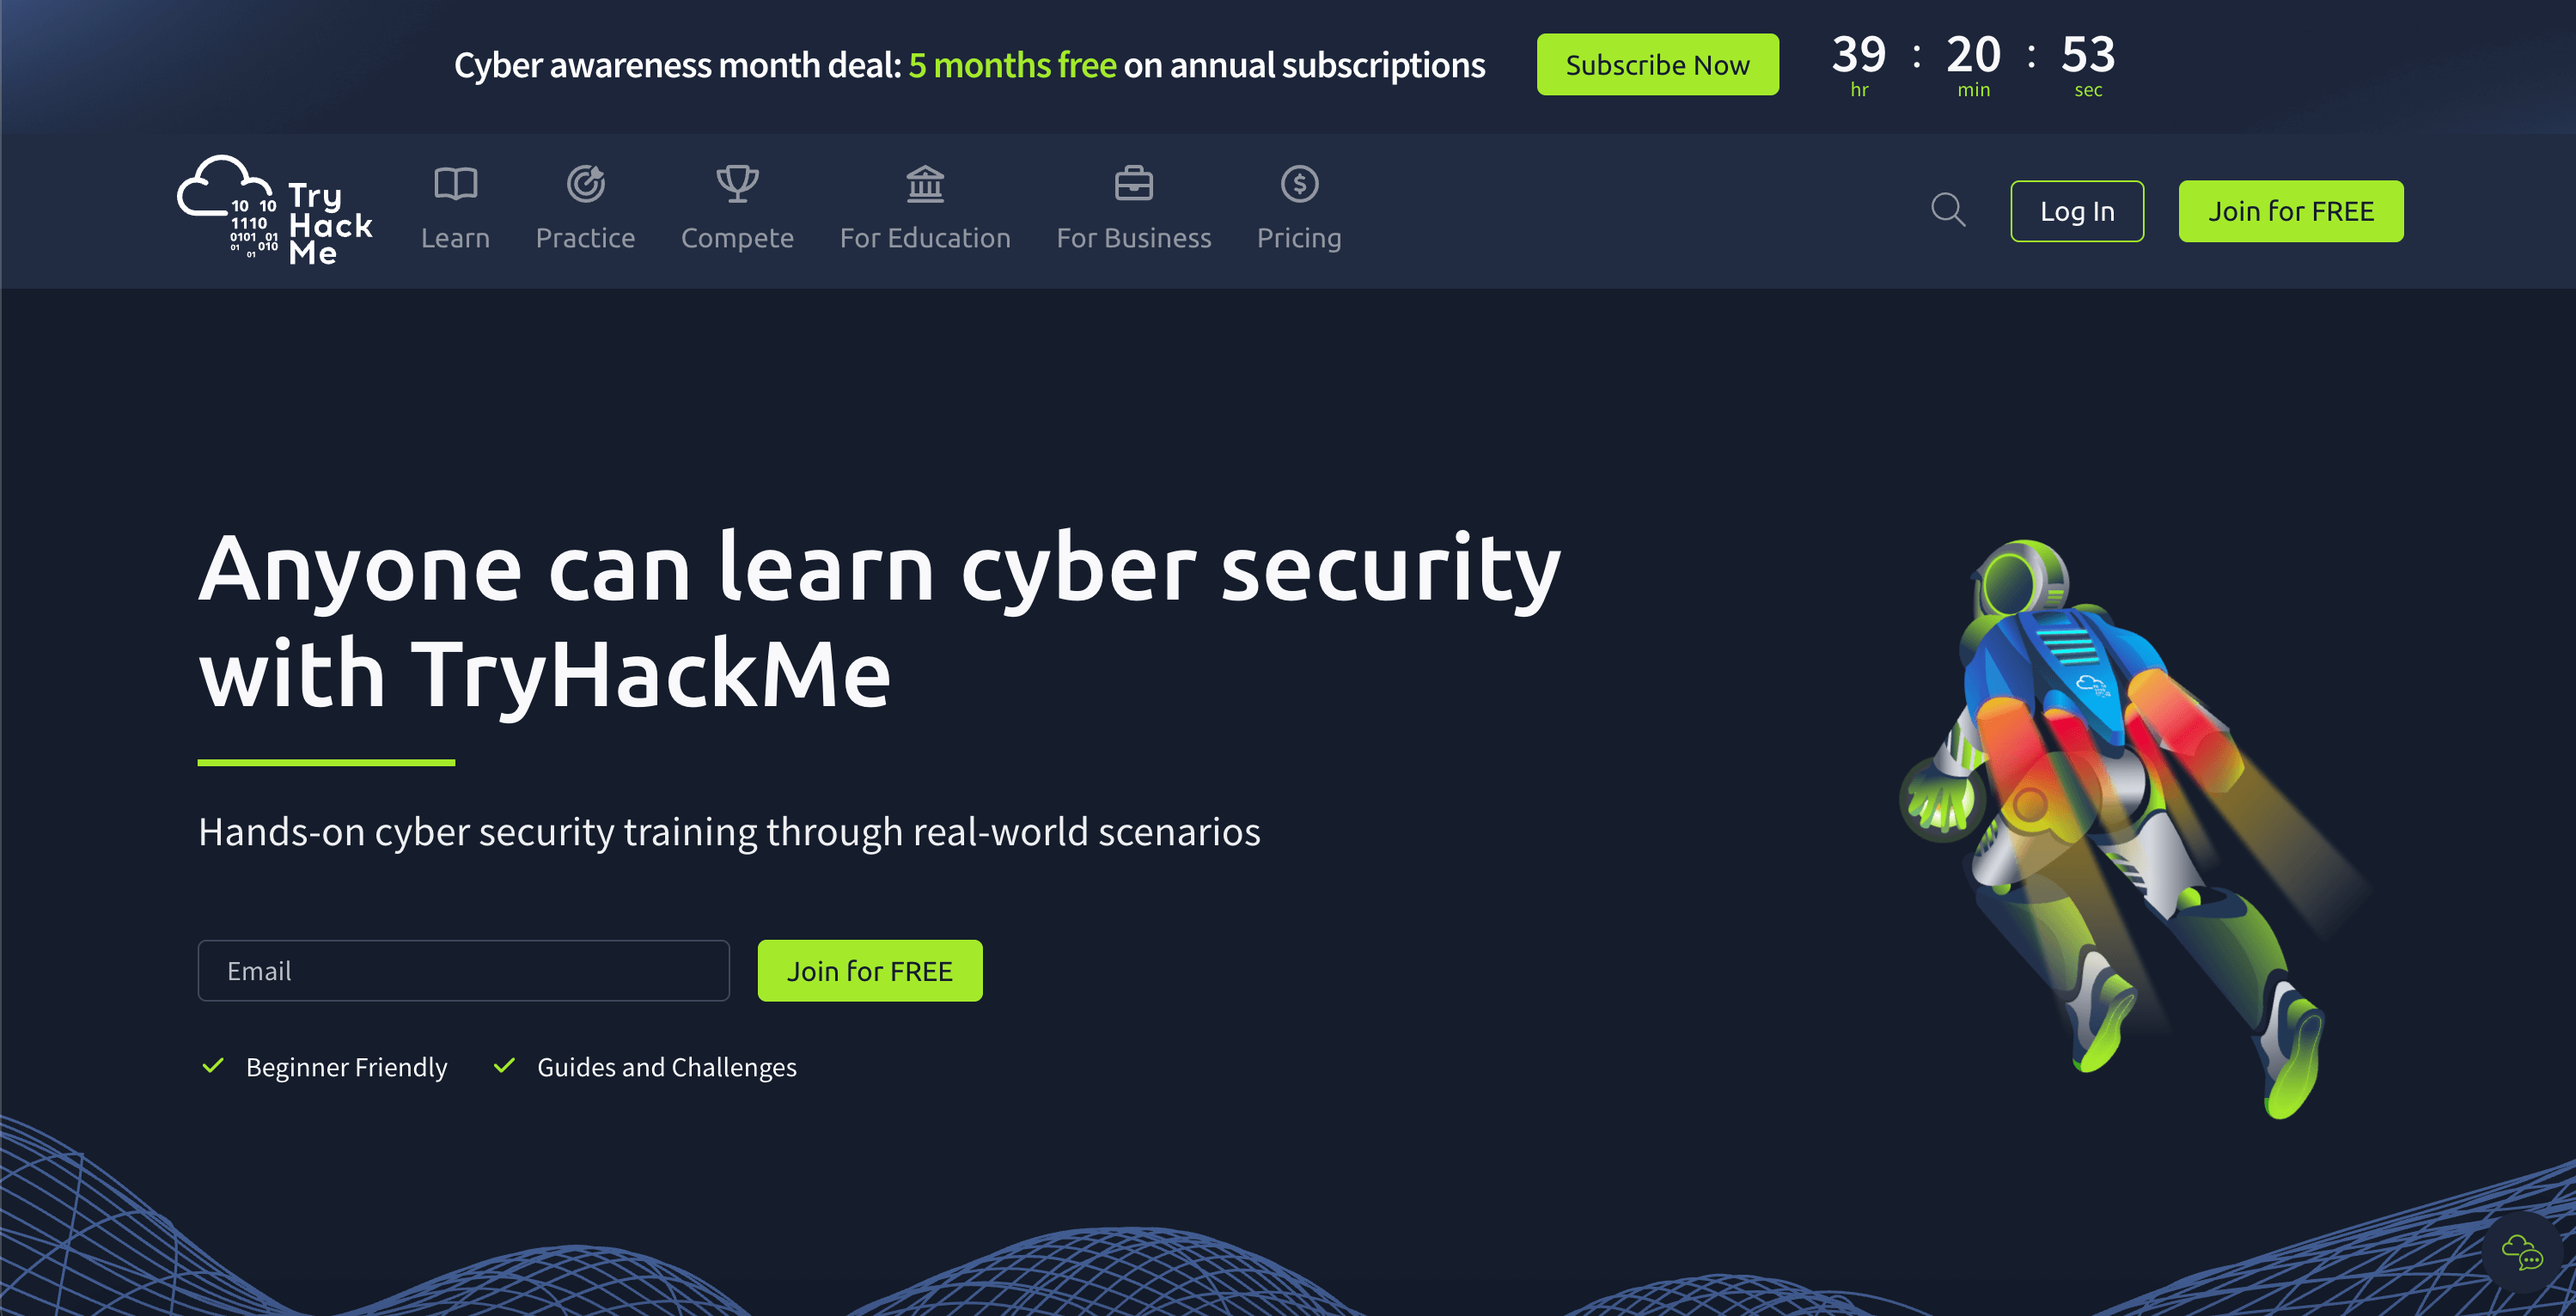 Cyber awareness month deal: 5 months free on annual subscriptions
Subscribe Now
39 : 20 : 53
hr min sec
10 10
1110
0101 01
01 010
01
Try
Hack
Me
Learn
Practice
Compete
For Education
For Business
Pricing
Log In
Join for FREE
Anyone can learn cyber security
with TryHackMe
Hands-on cyber security training through real-world scenarios
Email
Join for FREE
Beginner Friendly
Guides and Challenges